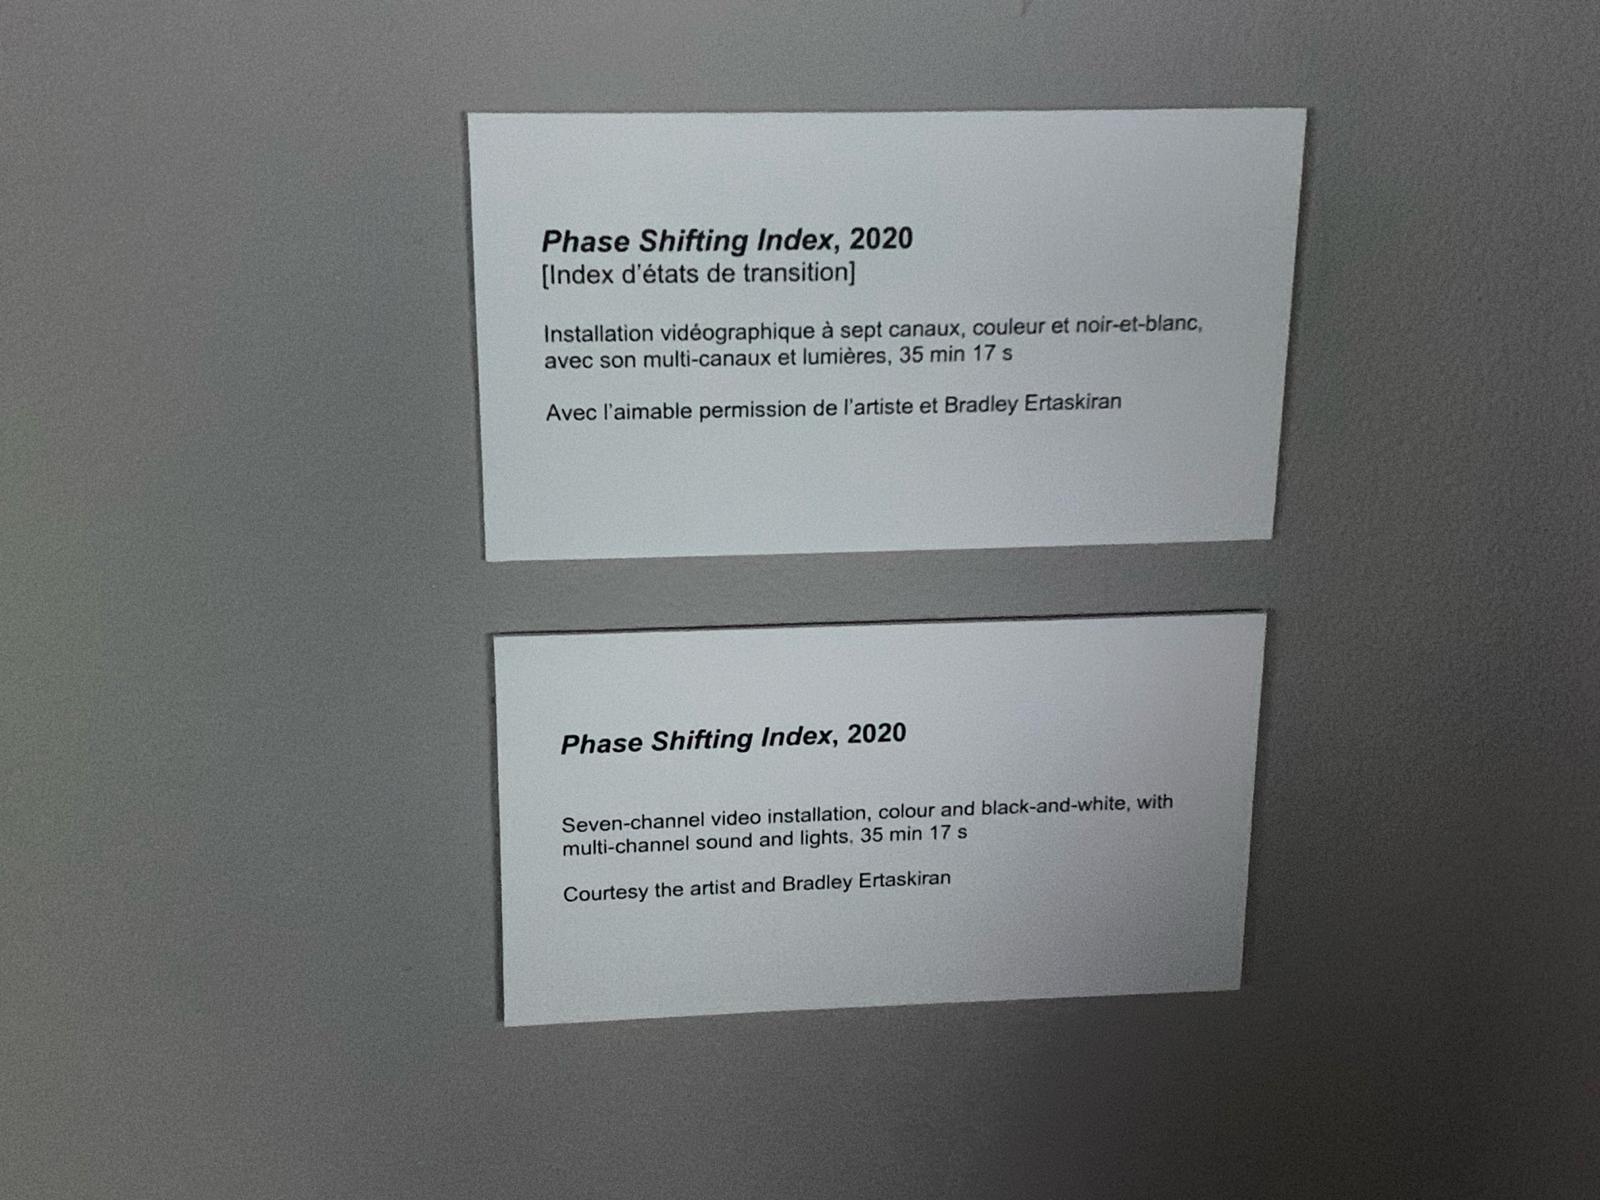 Phase Shifting Index, 2020
[Index d'états de transition]
Installation vidéographique à sept canaux, couleur et noir-et-blanc,
avec son multi-canaux et lumières, 35 min 17 s
Avec l'aimable permission de l'artiste et Bradley Ertaskiran
Phase Shifting Index, 2020
Seven-channel video installation, colour and black-and-white, with
multi-channel sound and lights, 35 min 17 s
Courtesy the artist and Bradley Ertaskiran